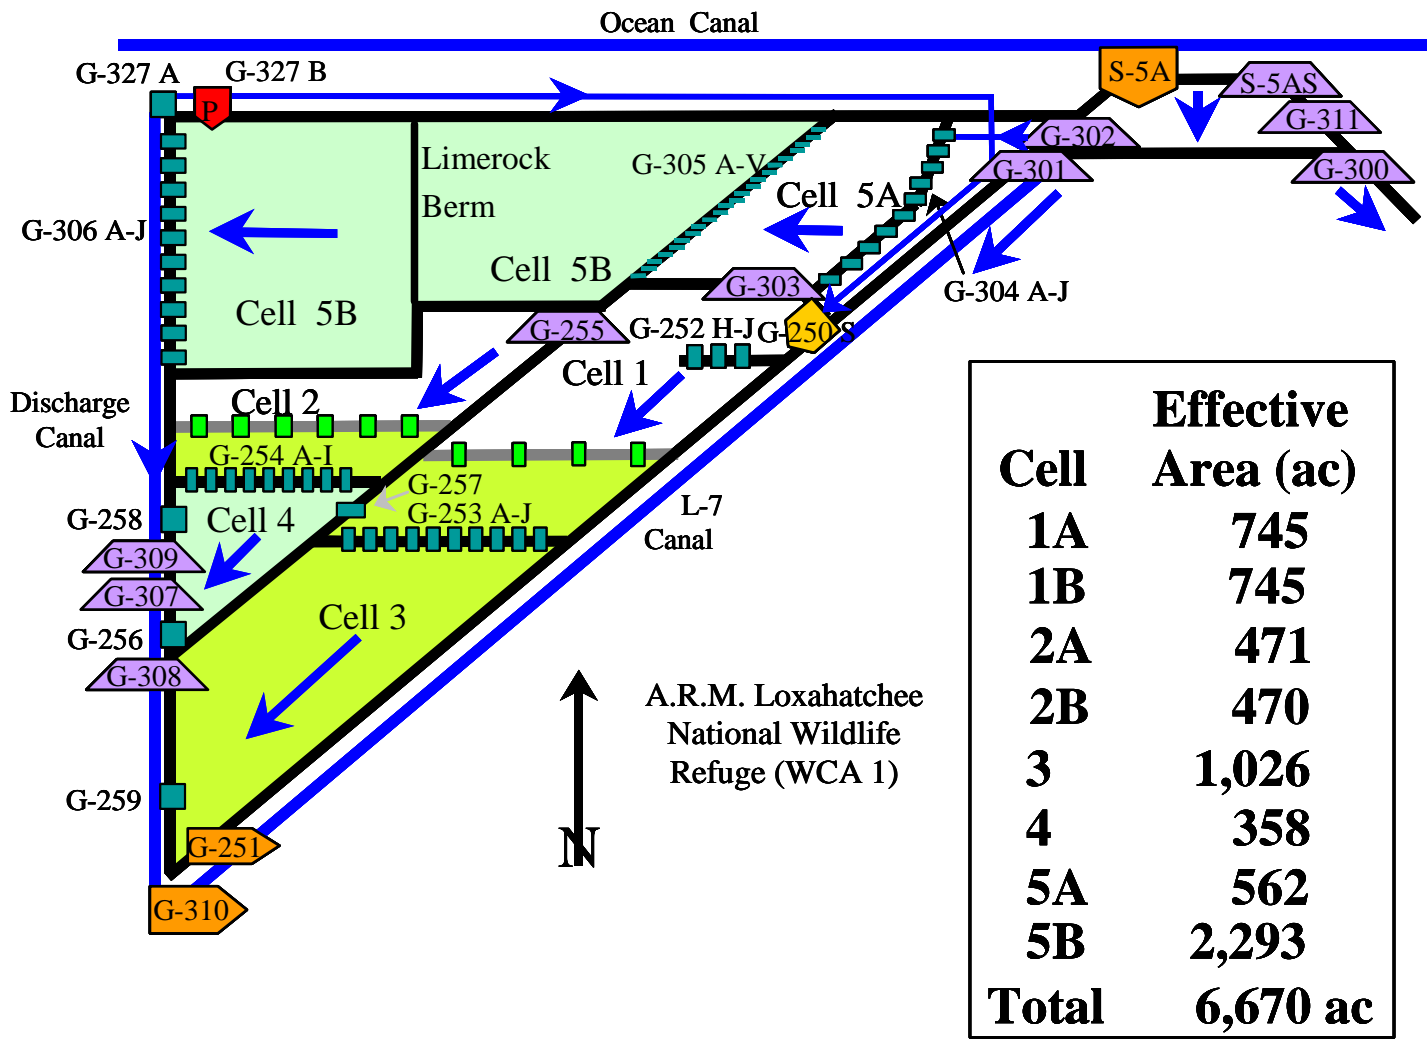 Ocean Canal
G-327 A
G-327 B
P
S-5A
S-5AS
G-311
G-302
G-301
G-300
Limerock
Berm
G-305 A-V
Cell 5A
G-306 A-J
Cell 5B
Cell 5B
G-303
G-304 A-J
G-255
G-252 H-J
G-250 S
Cell 1
Discharge
Canal
Cell 2
G-254 A-I
G-257
G-253 A-J
L-7
Canal
G-258
Cell 4
G-309
G-307
G-256
G-308
Cell 3
G-259
G-251
G-310
N
A.R.M. Loxahatchee
National Wildlife
Refuge (WCA 1)
Effective
Cell Area (ac)
1A 745
1B 745
2A 471
2B 470
3 1,026
4 358
5A 562
5B 2,293
Total 6,670 ac